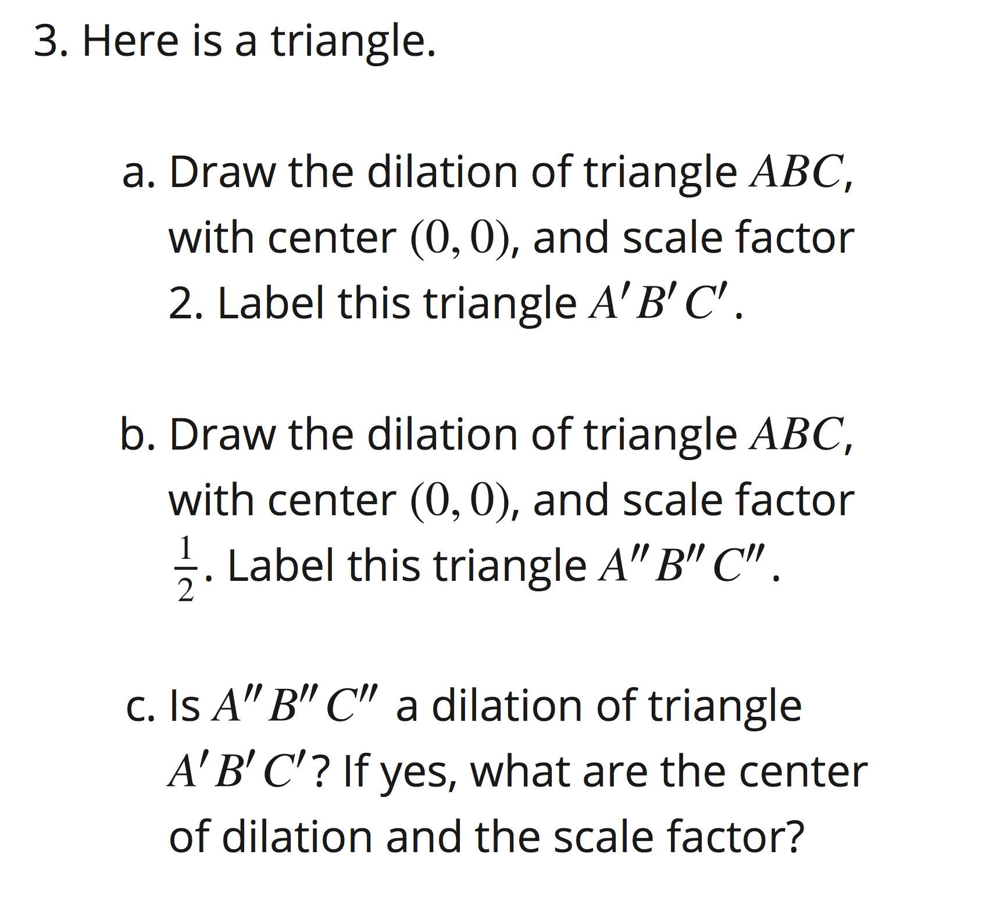 3. Here is a triangle.
a. Draw the dilation of triangle ABC,
with center (0, 0), and scale factor
2. Label this triangle A′B′C′.
b. Draw the dilation of triangle ABC,
with center (0, 0), and scale factor
1/2. Label this triangle A″B″C″.
c. Is A″B″C″ a dilation of triangle
A′B′C′? If yes, what are the center
of dilation and the scale factor?